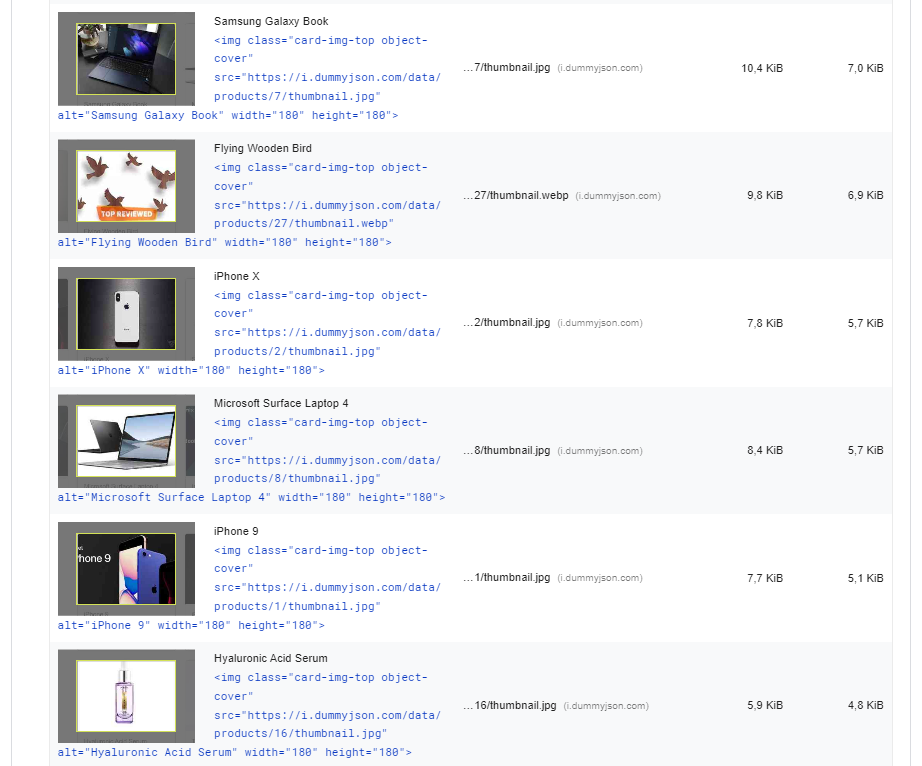 Samsung Galaxy Book
<img class="card-img-top object-
cover"
src="https://i.dummyjson.com/data/
products/7/thumbnail.jpg"
alt="Samsung Galaxy Book" width="180" height="180">
…7/thumbnail.jpg (i.dummyjson.com)
10,4 KiB
7,0 KiB
TOP REVIEWED
Flying Wooden Bird
<img class="card-img-top object-
cover"
src="https://i.dummyjson.com/data/
products/27/thumbnail.webp"
alt="Flying Wooden Bird" width="180" height="180">
…27/thumbnail.webp (i.dummyjson.com)
9,8 KiB
6,9 KiB
iPhone X
<img class="card-img-top object-
cover"
src="https://i.dummyjson.com/data/
products/2/thumbnail.jpg"
alt="iPhone X" width="180" height="180">
…2/thumbnail.jpg (i.dummyjson.com)
7,8 KiB
5,7 KiB
Microsoft Surface Laptop 4
<img class="card-img-top object-
cover"
src="https://i.dummyjson.com/data/
products/8/thumbnail.jpg"
alt="Microsoft Surface Laptop 4" width="180" height="180">
…8/thumbnail.jpg (i.dummyjson.com)
8,4 KiB
5,7 KiB
hone 9
iPhone 9
<img class="card-img-top object-
cover"
src="https://i.dummyjson.com/data/
products/1/thumbnail.jpg"
alt="iPhone 9" width="180" height="180">
…1/thumbnail.jpg (i.dummyjson.com)
7,7 KiB
5,1 KiB
Hyaluronic Acid Serum
<img class="card-img-top object-
cover"
src="https://i.dummyjson.com/data/
products/16/thumbnail.jpg"
alt="Hyaluronic Acid Serum" width="180" height="180">
…16/thumbnail.jpg (i.dummyjson.com)
5,9 KiB
4,8 KiB